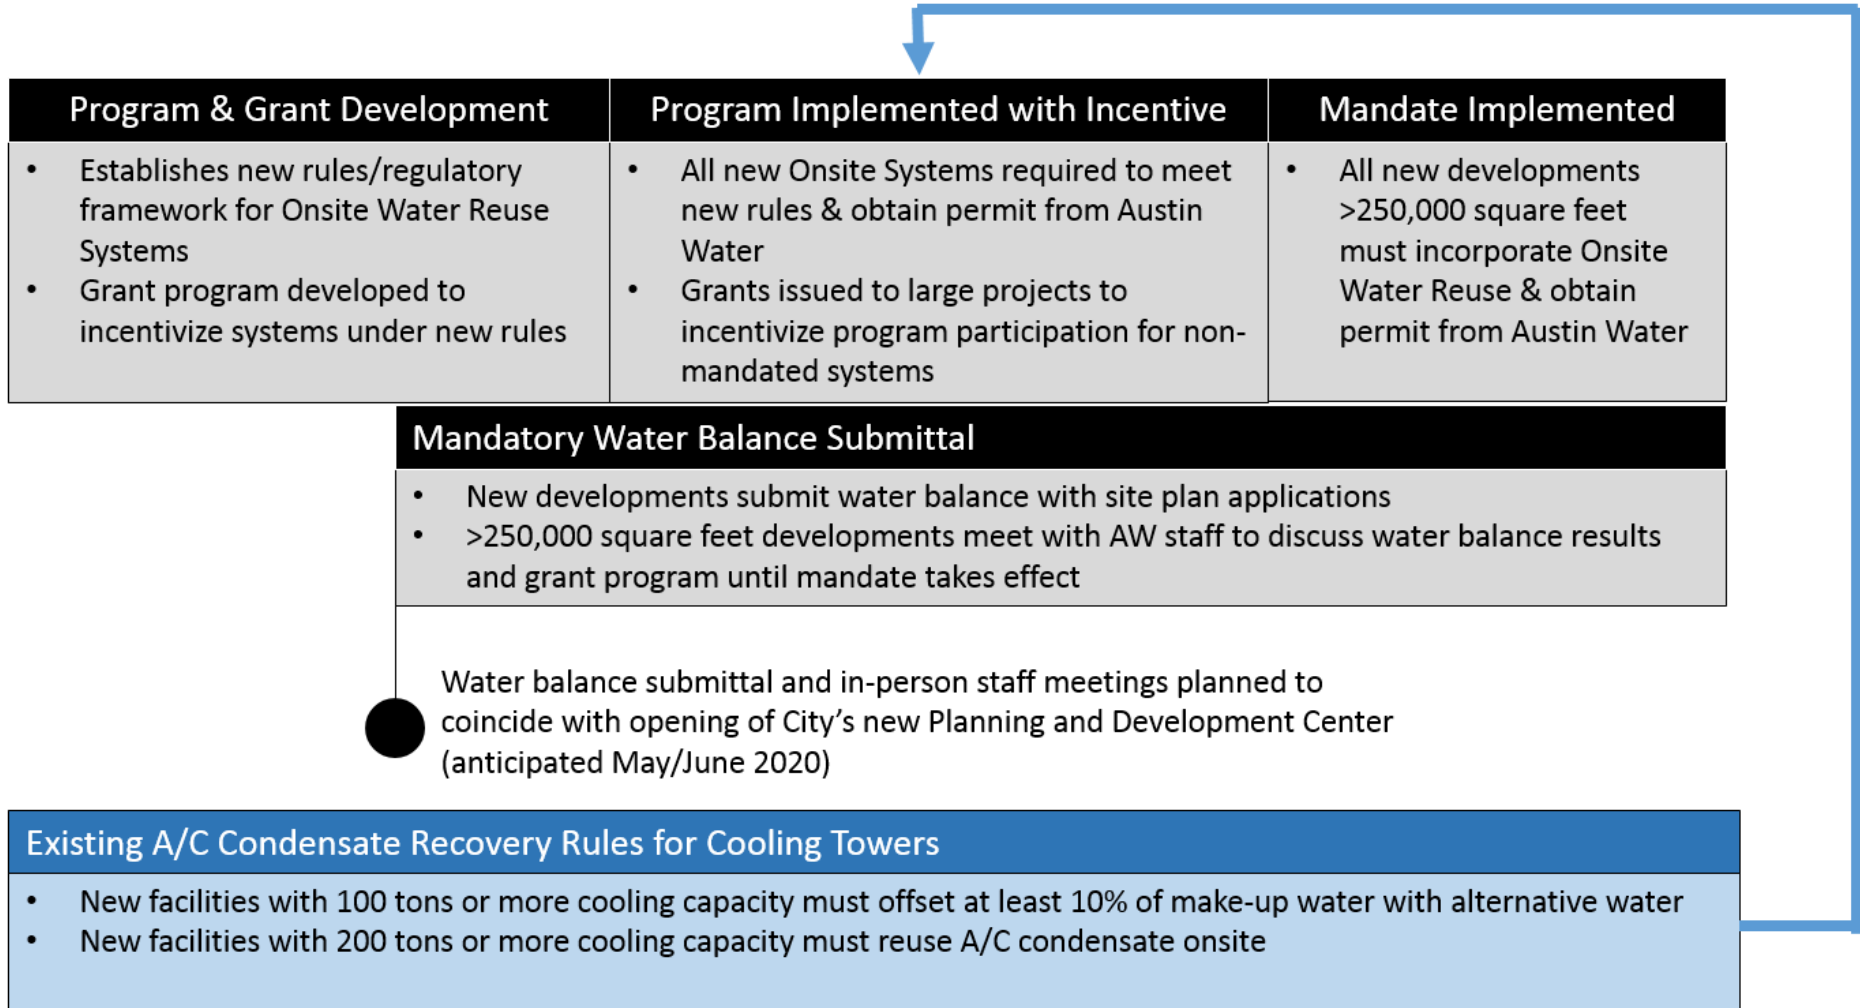 Program & Grant Development
• Establishes new rules/regulatory
framework for Onsite Water Reuse
Systems
• Grant program developed to
incentivize systems under new rules
Program Implemented with Incentive
• All new Onsite Systems required to meet
new rules & obtain permit from Austin
Water
• Grants issued to large projects to
incentivize program participation for non-
mandated systems
Mandate Implemented
• All new developments
>250,000 square feet
must incorporate Onsite
Water Reuse & obtain
permit from Austin Water
Mandatory Water Balance Submittal
• New developments submit water balance with site plan applications
• >250,000 square feet developments meet with AW staff to discuss water balance results
and grant program until mandate takes effect
Water balance submittal and in-person staff meetings planned to
coincide with opening of City's new Planning and Development Center
(anticipated May/June 2020)
Existing A/C Condensate Recovery Rules for Cooling Towers
• New facilities with 100 tons or more cooling capacity must offset at least 10% of make-up water with alternative water
• New facilities with 200 tons or more cooling capacity must reuse A/C condensate onsite